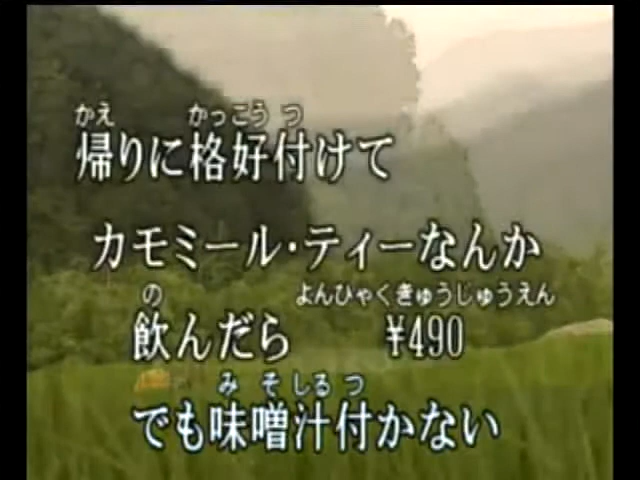 かえ かっこう つ
帰りに格好付けて
カモミール・ティーなんか
の よんひゃくきゅうじゅうえん
飲んだら ¥490
み そ しる つ
でも味噌汁付かない